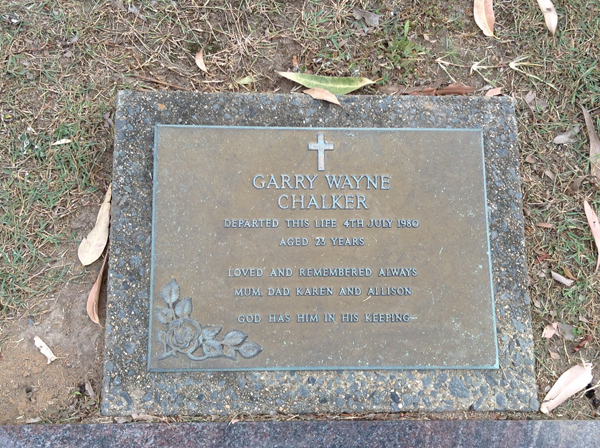 GARRY WAYNE
CHALKER
DEPARTED THIS LIFE 4TH JULY 1980
AGED 23 YEARS
LOVED AND REMEMBERED ALWAYS
MUM, DAD KAREN AND ALLISON
GOD HAS HIM IN HIS KEEPING